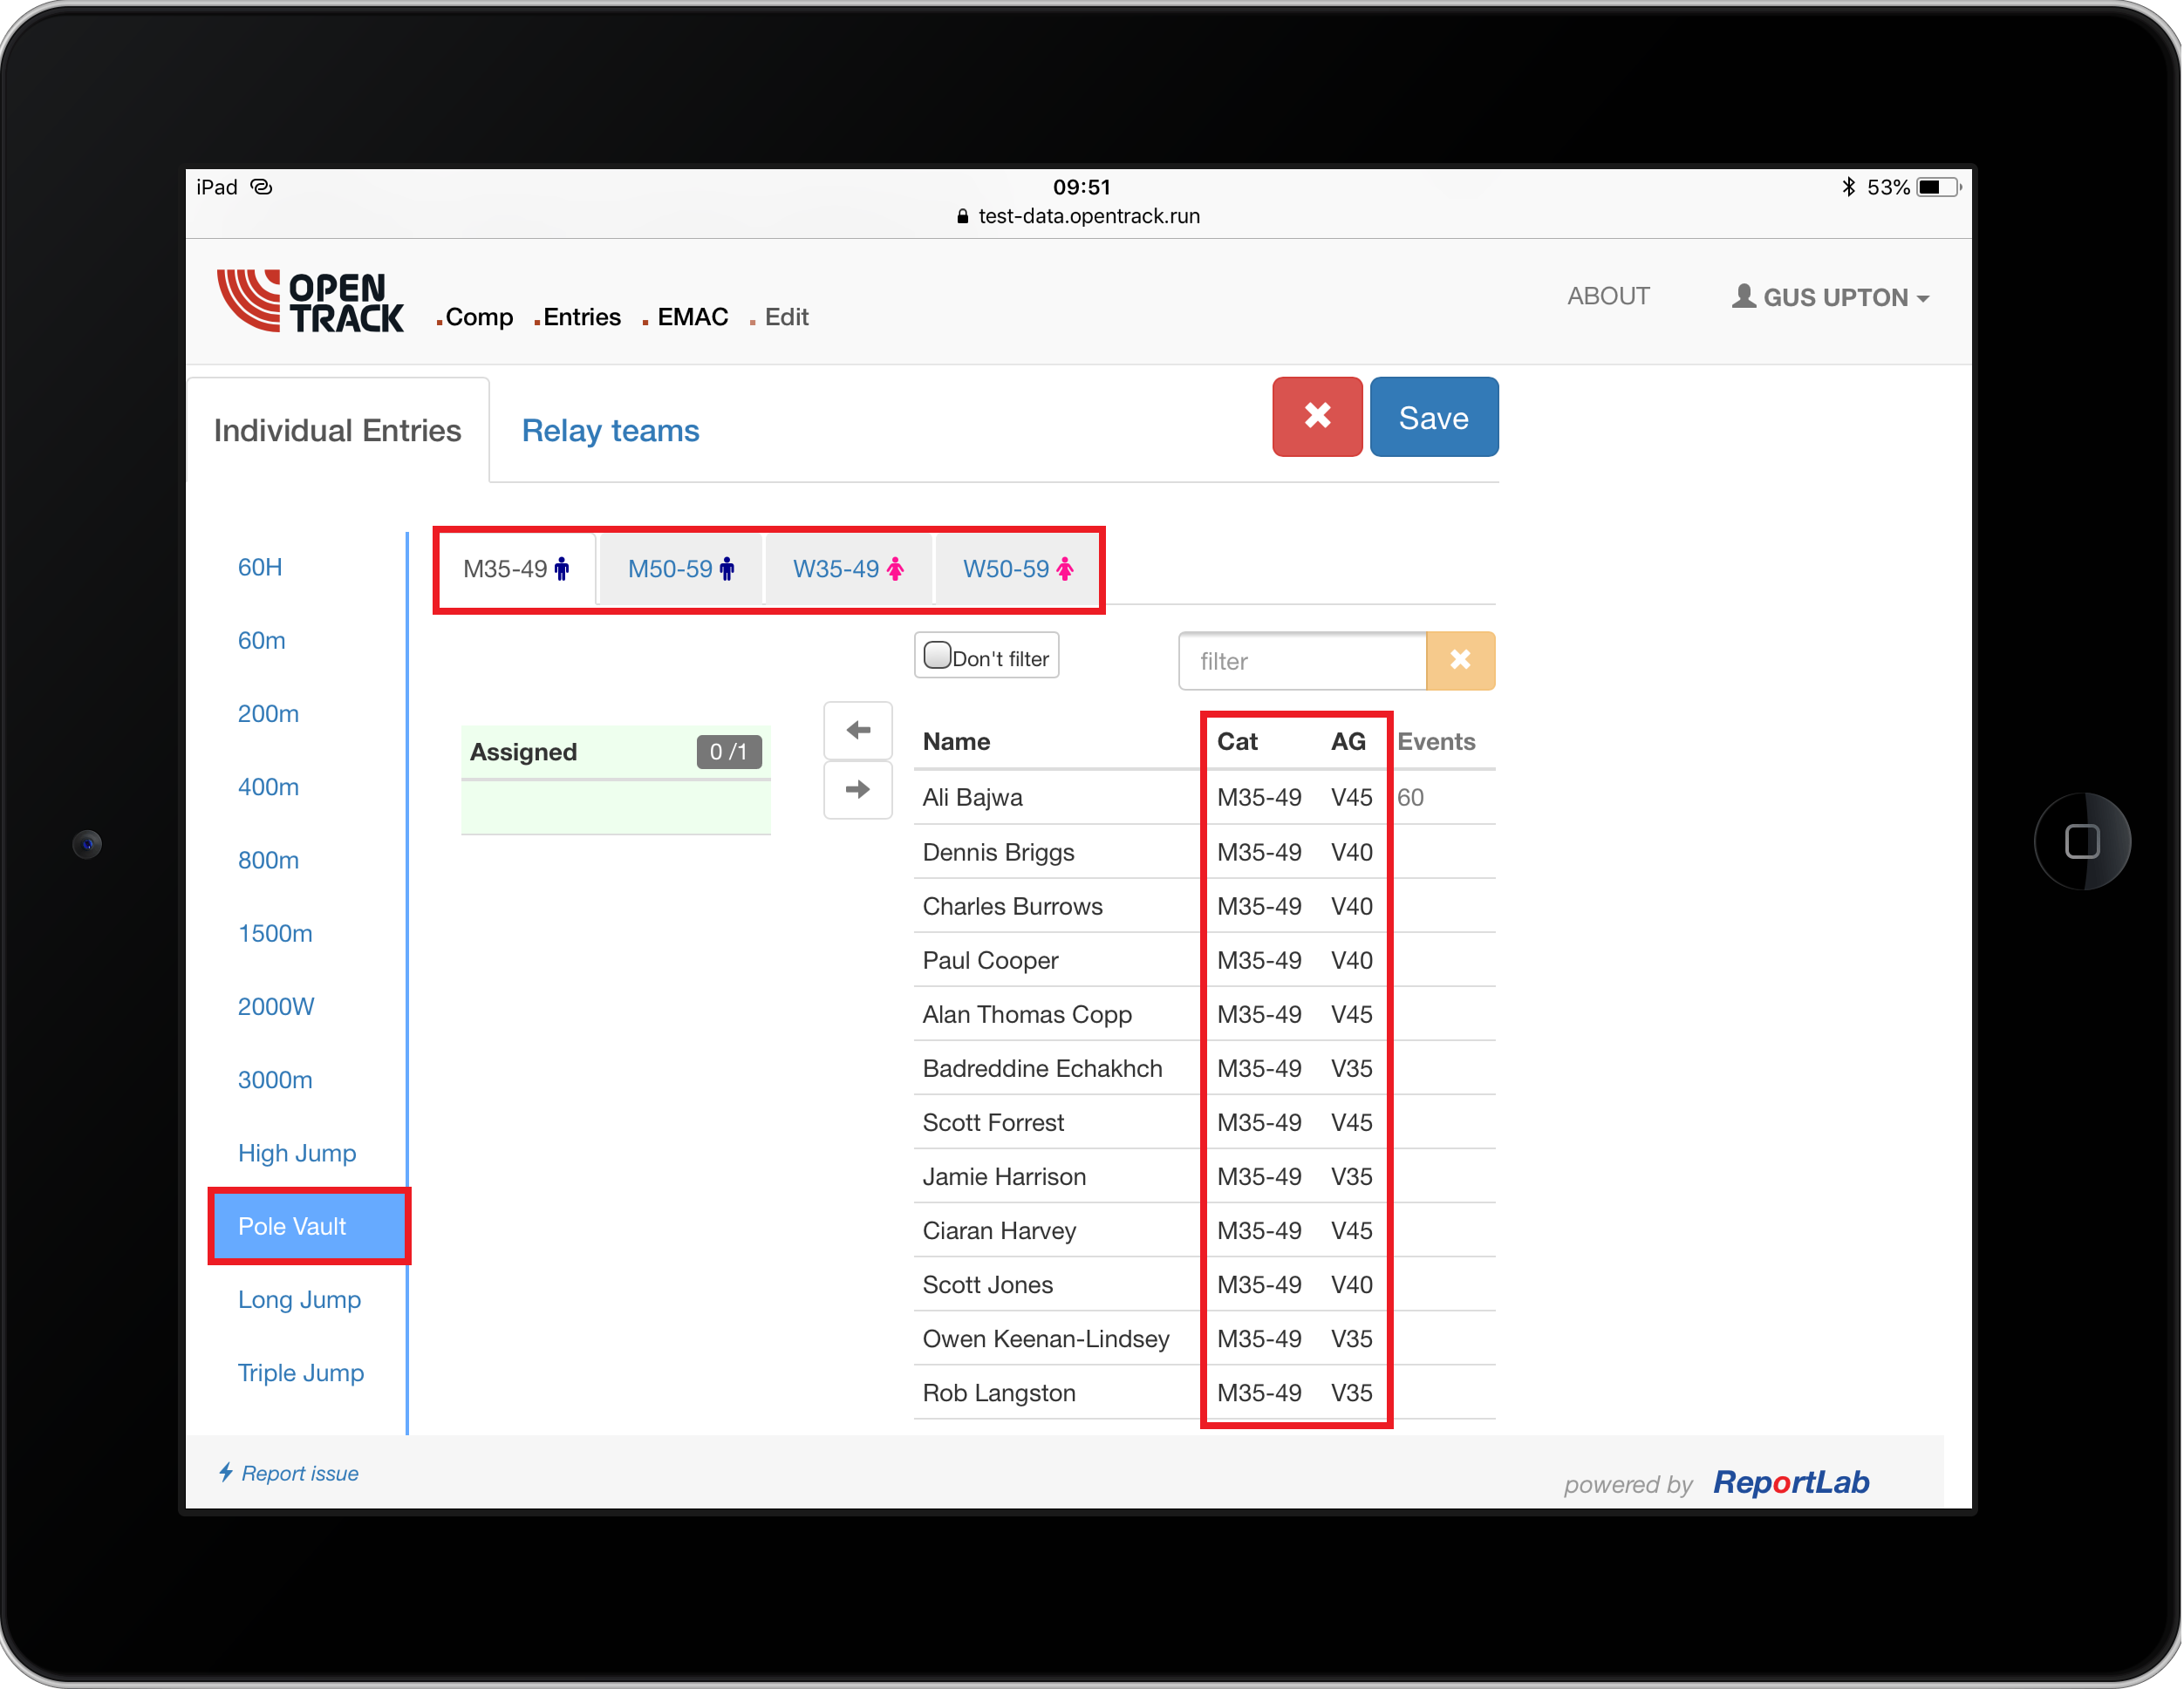 iPad
09:51
53%
test-data.opentrack.run
OPEN
TRACK
.Comp .Entries . EMAC . Edit
ABOUT
GUS UPTON
Individual Entries
Relay teams
Save
60H
60m
200m
400m
800m
1500m
2000W
3000m
High Jump
Pole Vault
Long Jump
Triple Jump
M35-49
M50-59
W35-49
W50-59
Don't filter
filter
Assigned 0 /1
Name Cat AG Events
Ali Bajwa M35-49 V45 60
Dennis Briggs M35-49 V40
Charles Burrows M35-49 V40
Paul Cooper M35-49 V40
Alan Thomas Copp M35-49 V45
Badreddine Echakhch M35-49 V35
Scott Forrest M35-49 V45
Jamie Harrison M35-49 V35
Ciaran Harvey M35-49 V45
Scott Jones M35-49 V40
Owen Keenan-Lindsey M35-49 V35
Rob Langston M35-49 V35
Report issue
powered by ReportLab